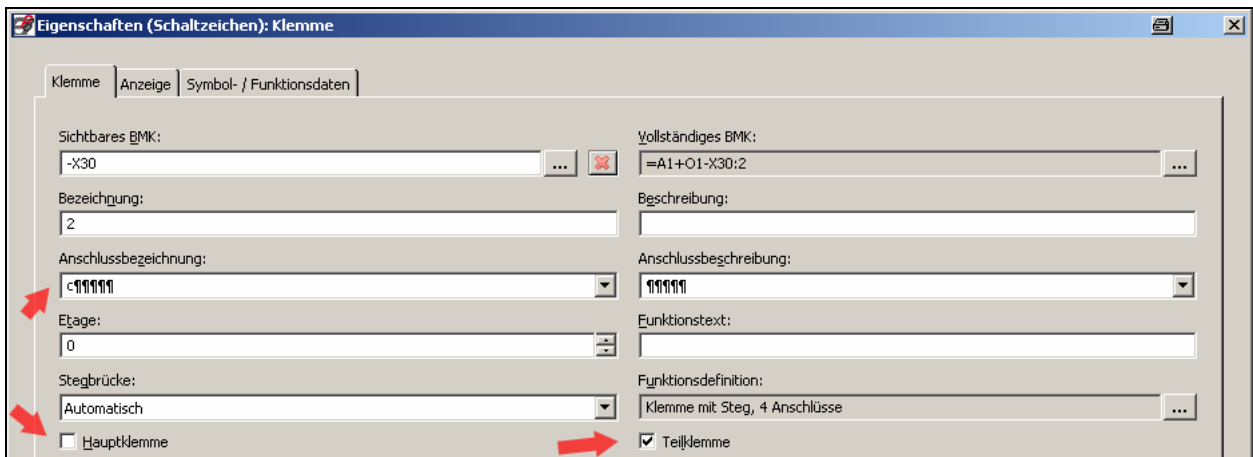 Eigenschaften (Schaltzeichen): Klemme
Klemme Anzeige Symbol- / Funktionsdaten
Sichtbares BMK: Vollständiges BMK:
-X30 ... =A1+O1-X30:2 ...
Bezeichnung: Beschreibung:
2
Anschlussbezeichnung: Anschlussbeschreibung:
c¶¶¶¶¶ ¶¶¶¶¶
Etage: Funktionstext:
0
Stegbrücke: Funktionsdefinition:
Automatisch Klemme mit Steg, 4 Anschlüsse ...
Hauptklemme Teilklemme